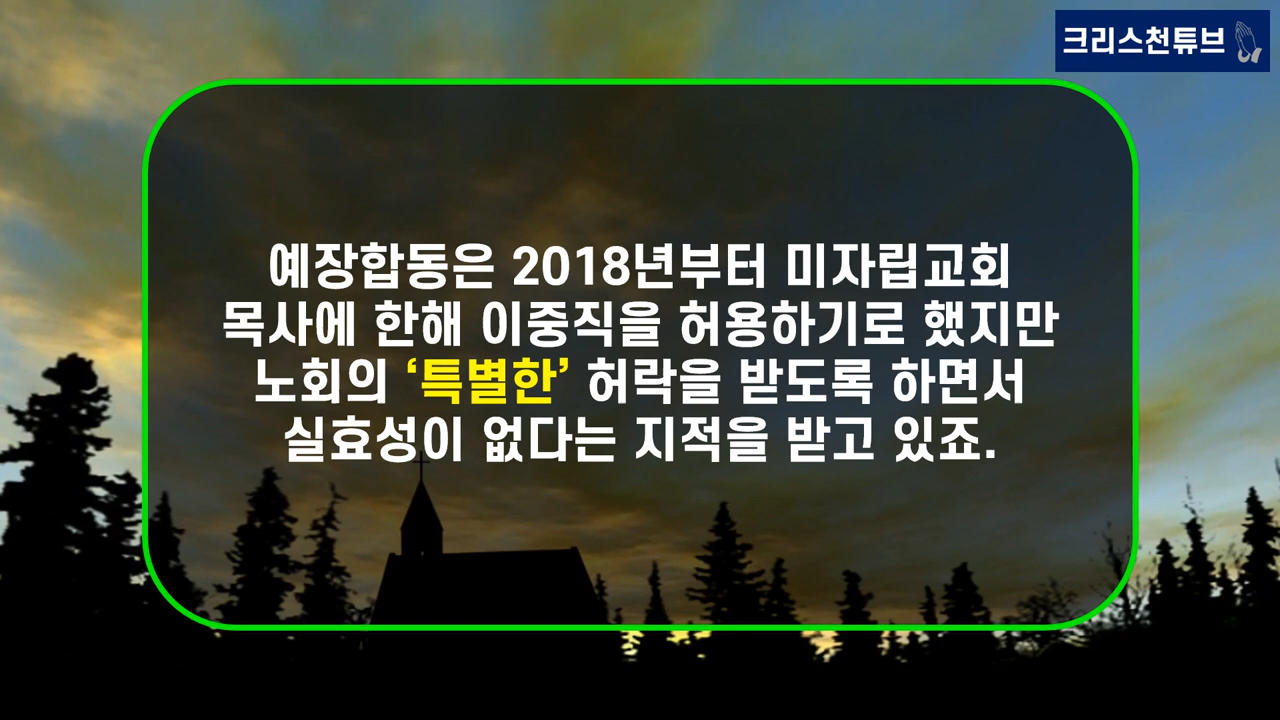 크리스천튜브
예장합동은 2018년부터 미자립교회
목사에 한해 이중직을 허용하기로 했지만
노회의 ‘특별한’ 허락을 받도록 하면서
실효성이 없다는 지적을 받고 있죠.